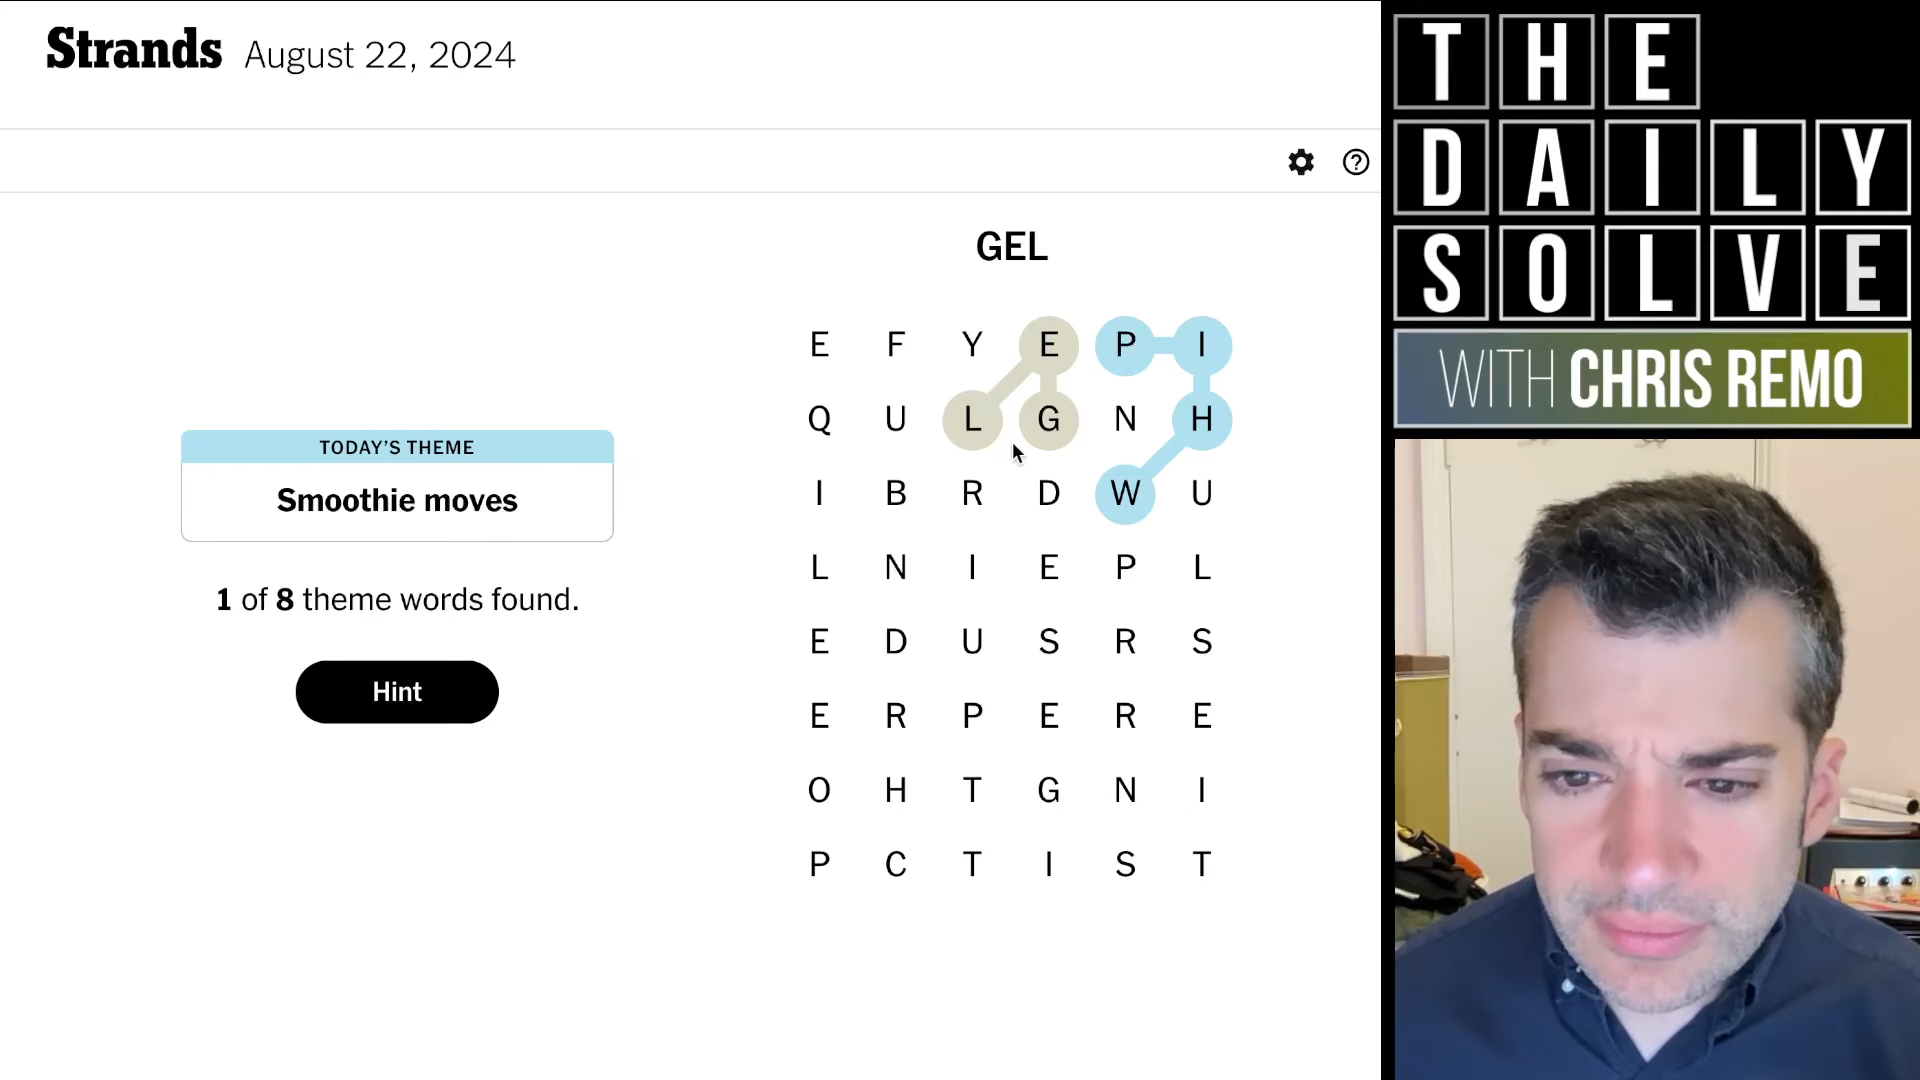 Strands August 22, 2024
GEL
E F Y E P I
Q U L G N H
I B R D W U
L N I E P L
E D U S R S
E R P E R E
O H T G N I
P C T I S T
TODAY'S THEME
Smoothie moves
1 of 8 theme words found.
Hint
THE
DAILY
SOLVE
WITH CHRIS REMO